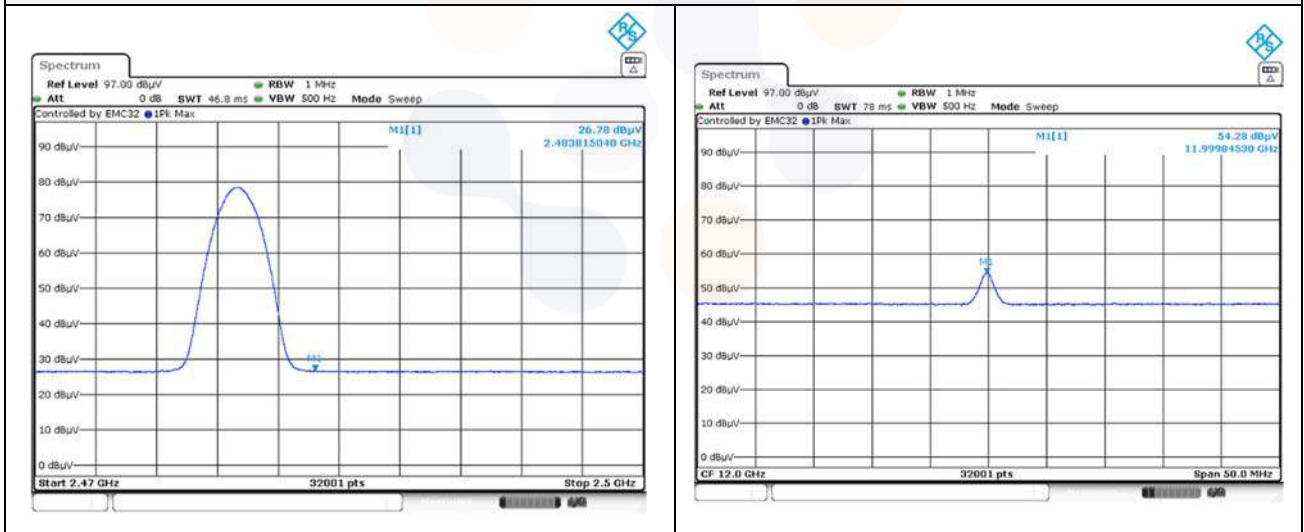 R&S
Spectrum
Ref Level 97.00 dBµV RBW 1 MHz
Att 0 dB SWT 46.8 ms VBW 500 Hz Mode Sweep
Controlled by EMC32 1Pk Max
M1[1] 26.78 dBµV
2.483815040 GHz
90 dBµV
80 dBµV
70 dBµV
60 dBµV
50 dBµV
40 dBµV
30 dBµV
M1
20 dBµV
10 dBµV
0 dBµV
Start 2.47 GHz 32001 pts Stop 2.5 GHz
R&S
Spectrum
Ref Level 97.00 dBµV RBW 1 MHz
Att 0 dB SWT 78 ms VBW 500 Hz Mode Sweep
Controlled by EMC32 1Pk Max
M1[1] 54.28 dBµV
11.99984530 GHz
90 dBµV
80 dBµV
70 dBµV
60 dBµV
M1
50 dBµV
40 dBµV
30 dBµV
20 dBµV
10 dBµV
0 dBµV
CF 12.0 GHz 32001 pts Span 50.0 MHz